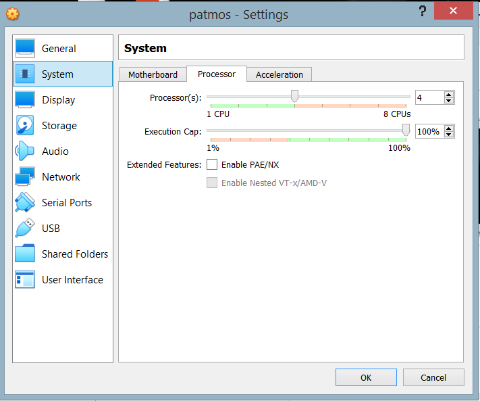 patmos - Settings
?
×
General
System
Display
Storage
Audio
Network
Serial Ports
USB
Shared Folders
User Interface
System
Motherboard Processor Acceleration
Processor(s): 4
1 CPU 8 CPUs
Execution Cap: 100%
1% 100%
Extended Features: Enable PAE/NX
Enable Nested VT-x/AMD-V
OK Cancel